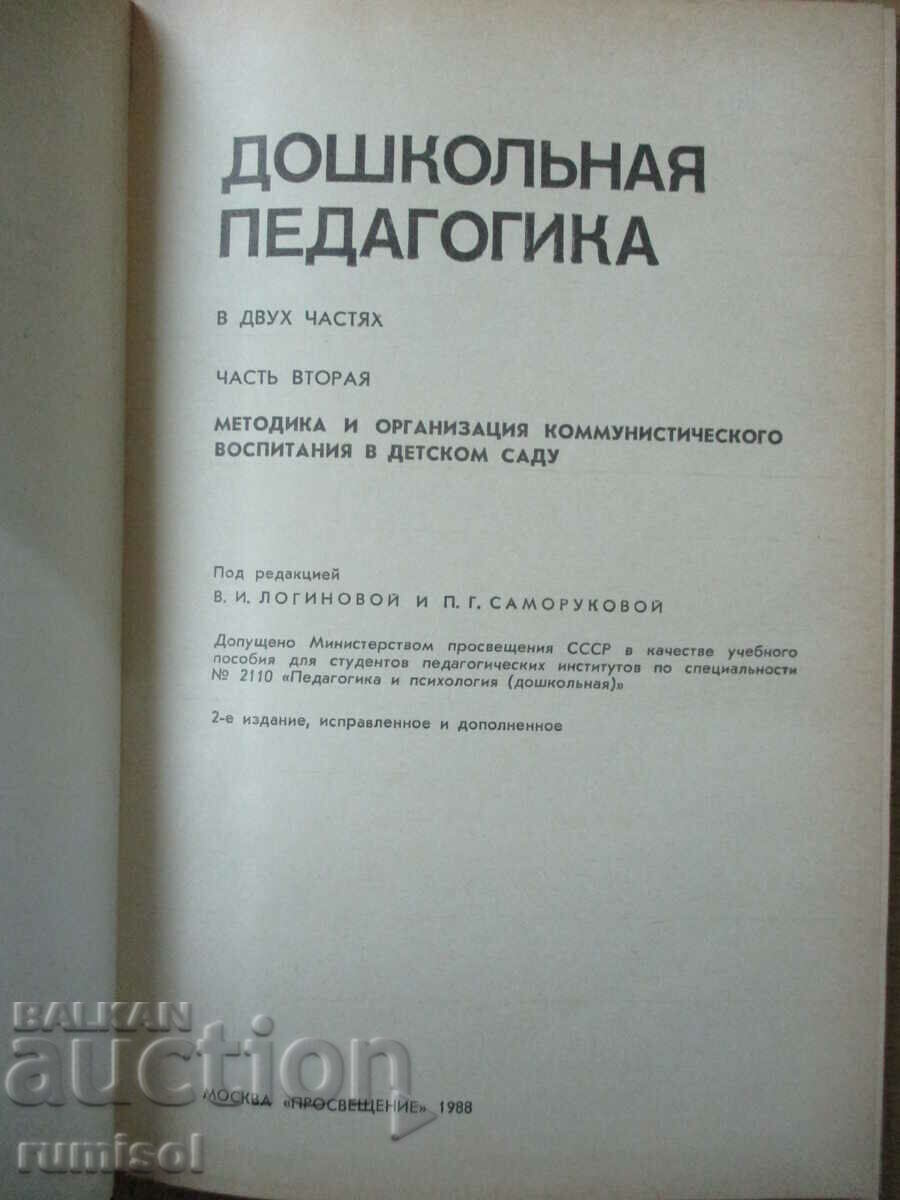 ДОШКОЛЬНАЯ
ПЕДАГОГИКА
В ДВУХ ЧАСТЯХ
ЧАСТЬ ВТОРАЯ
МЕТОДИКА И ОРГАНИЗАЦИЯ КОММУНИСТИЧЕСКОГО
ВОСПИТАНИЯ В ДЕТСКОМ САДУ
Под редакцией
В. И. ЛОГИНОВОЙ И П. Г. САМОРУКОВОЙ
Допущено Министерством просвещения СССР в качестве учебного
пособия для студентов педагогических институтов по специальности
№ 2110 «Педагогика и психология (дошкольная)»
2-е издание, исправленное и дополненное
BALKAN
auction
МОСКВА «ПРОСВЕЩЕНИЕ» 1988
rumisol